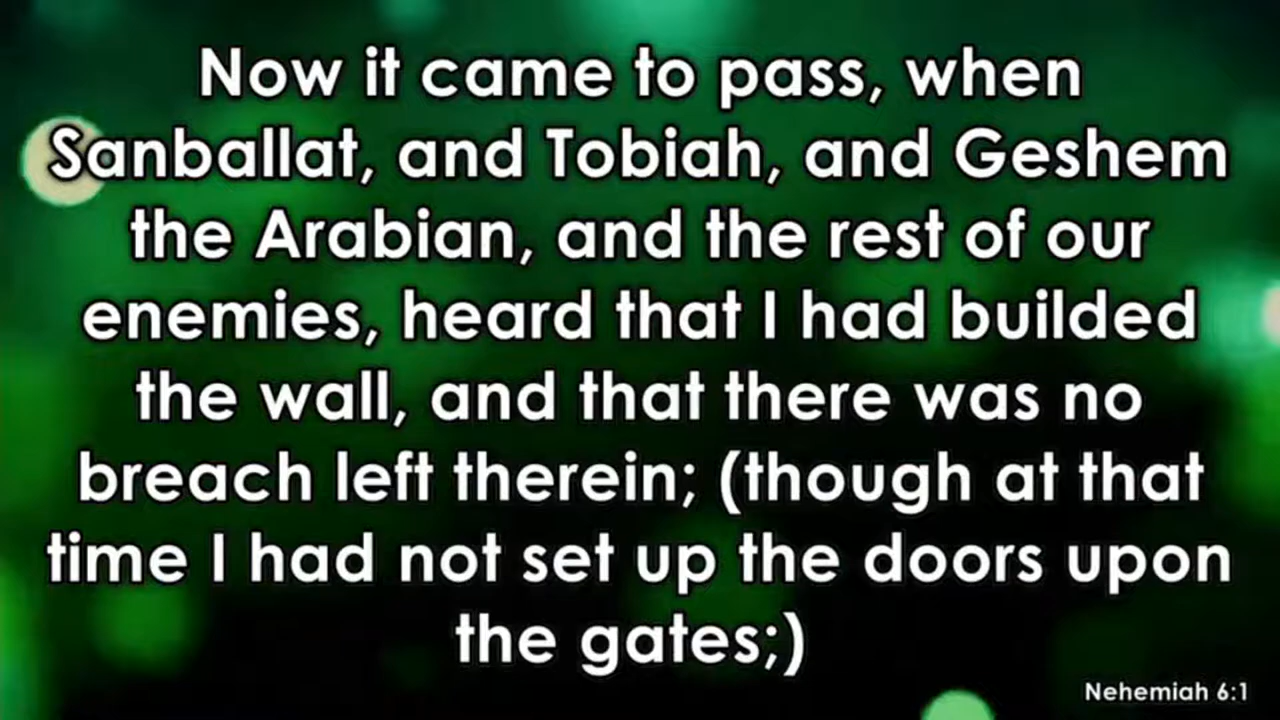 Now it came to pass, when
Sanballat, and Tobiah, and Geshem
the Arabian, and the rest of our
enemies, heard that I had builded
the wall, and that there was no
breach left therein; (though at that
time I had not set up the doors upon
the gates;)
Nehemiah 6:1